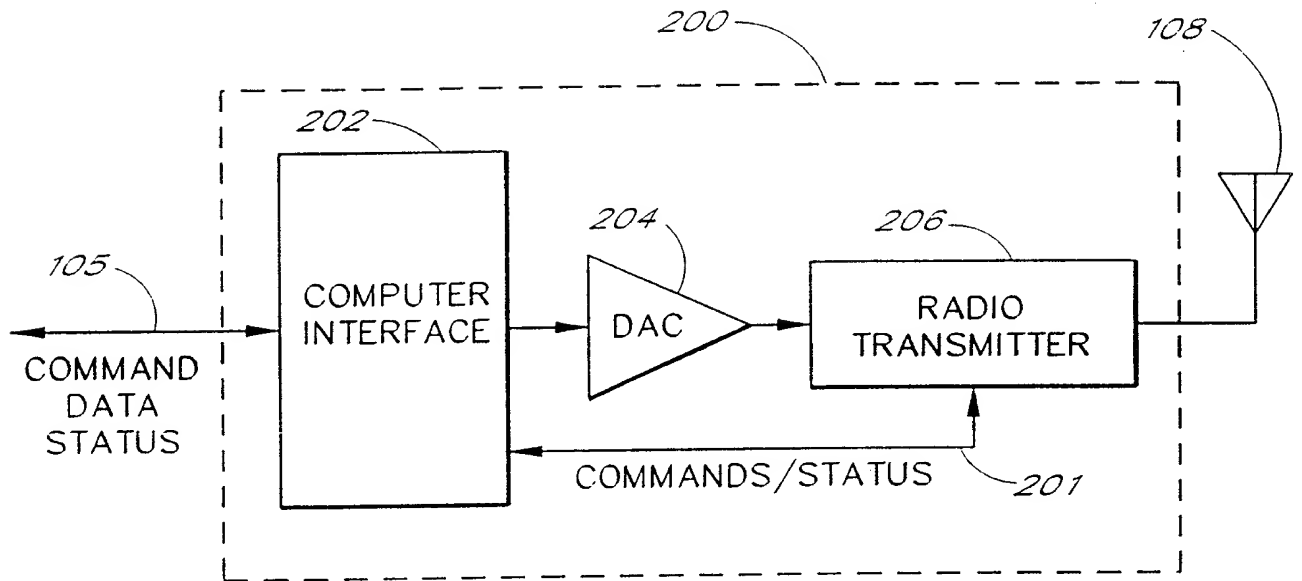 200
108
202
204
206
105
COMPUTER
INTERFACE
DAC
RADIO
TRANSMITTER
COMMAND
DATA
STATUS
COMMANDS/STATUS
201